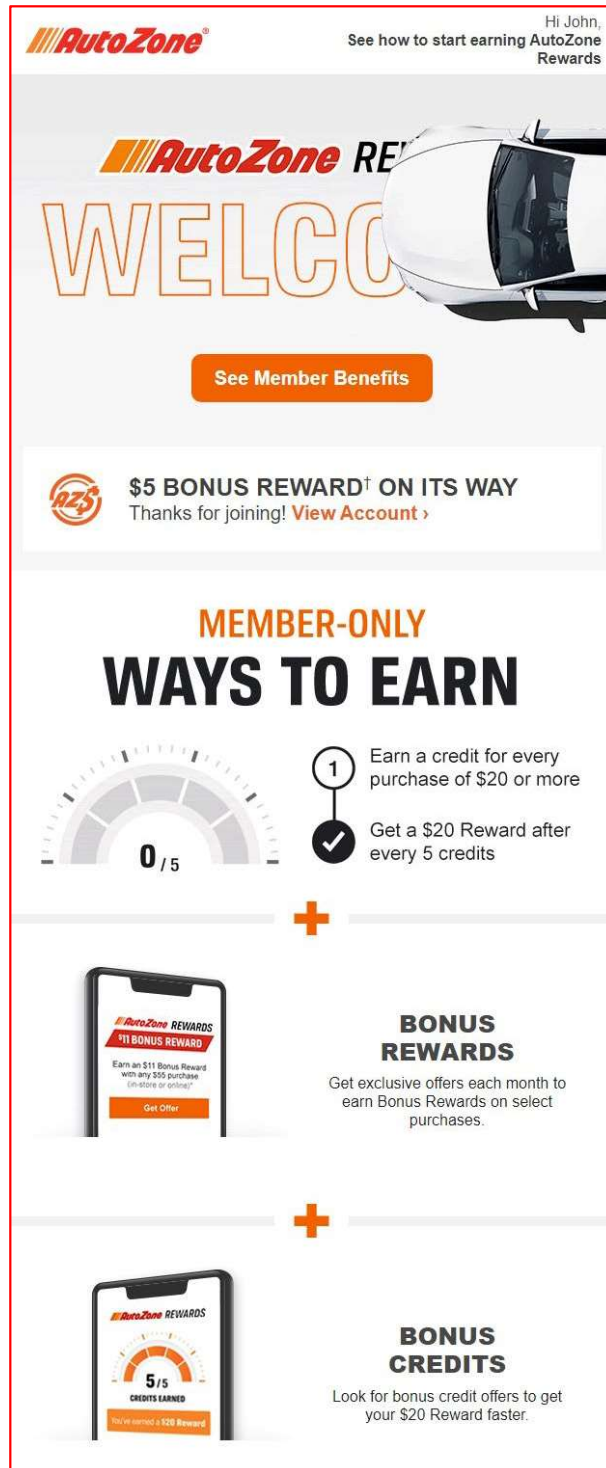 AutoZone®
Hi John,
See how to start earning AutoZone
Rewards
AutoZone RE
WELCO
See Member Benefits
AZ$
$5 BONUS REWARD† ON ITS WAY
Thanks for joining! View Account ›
MEMBER-ONLY
WAYS TO EARN
0 / 5
1
Earn a credit for every
purchase of $20 or more
Get a $20 Reward after
every 5 credits
AutoZone REWARDS
$11 BONUS REWARD
Earn an $11 Bonus Reward
with any $55 purchase
(in-store or online)*
Get Offer
BONUS
REWARDS
Get exclusive offers each month to
earn Bonus Rewards on select
purchases.
AutoZone REWARDS
5/5
CREDITS EARNED
You've earned a $20 Reward
BONUS
CREDITS
Look for bonus credit offers to get
your $20 Reward faster.